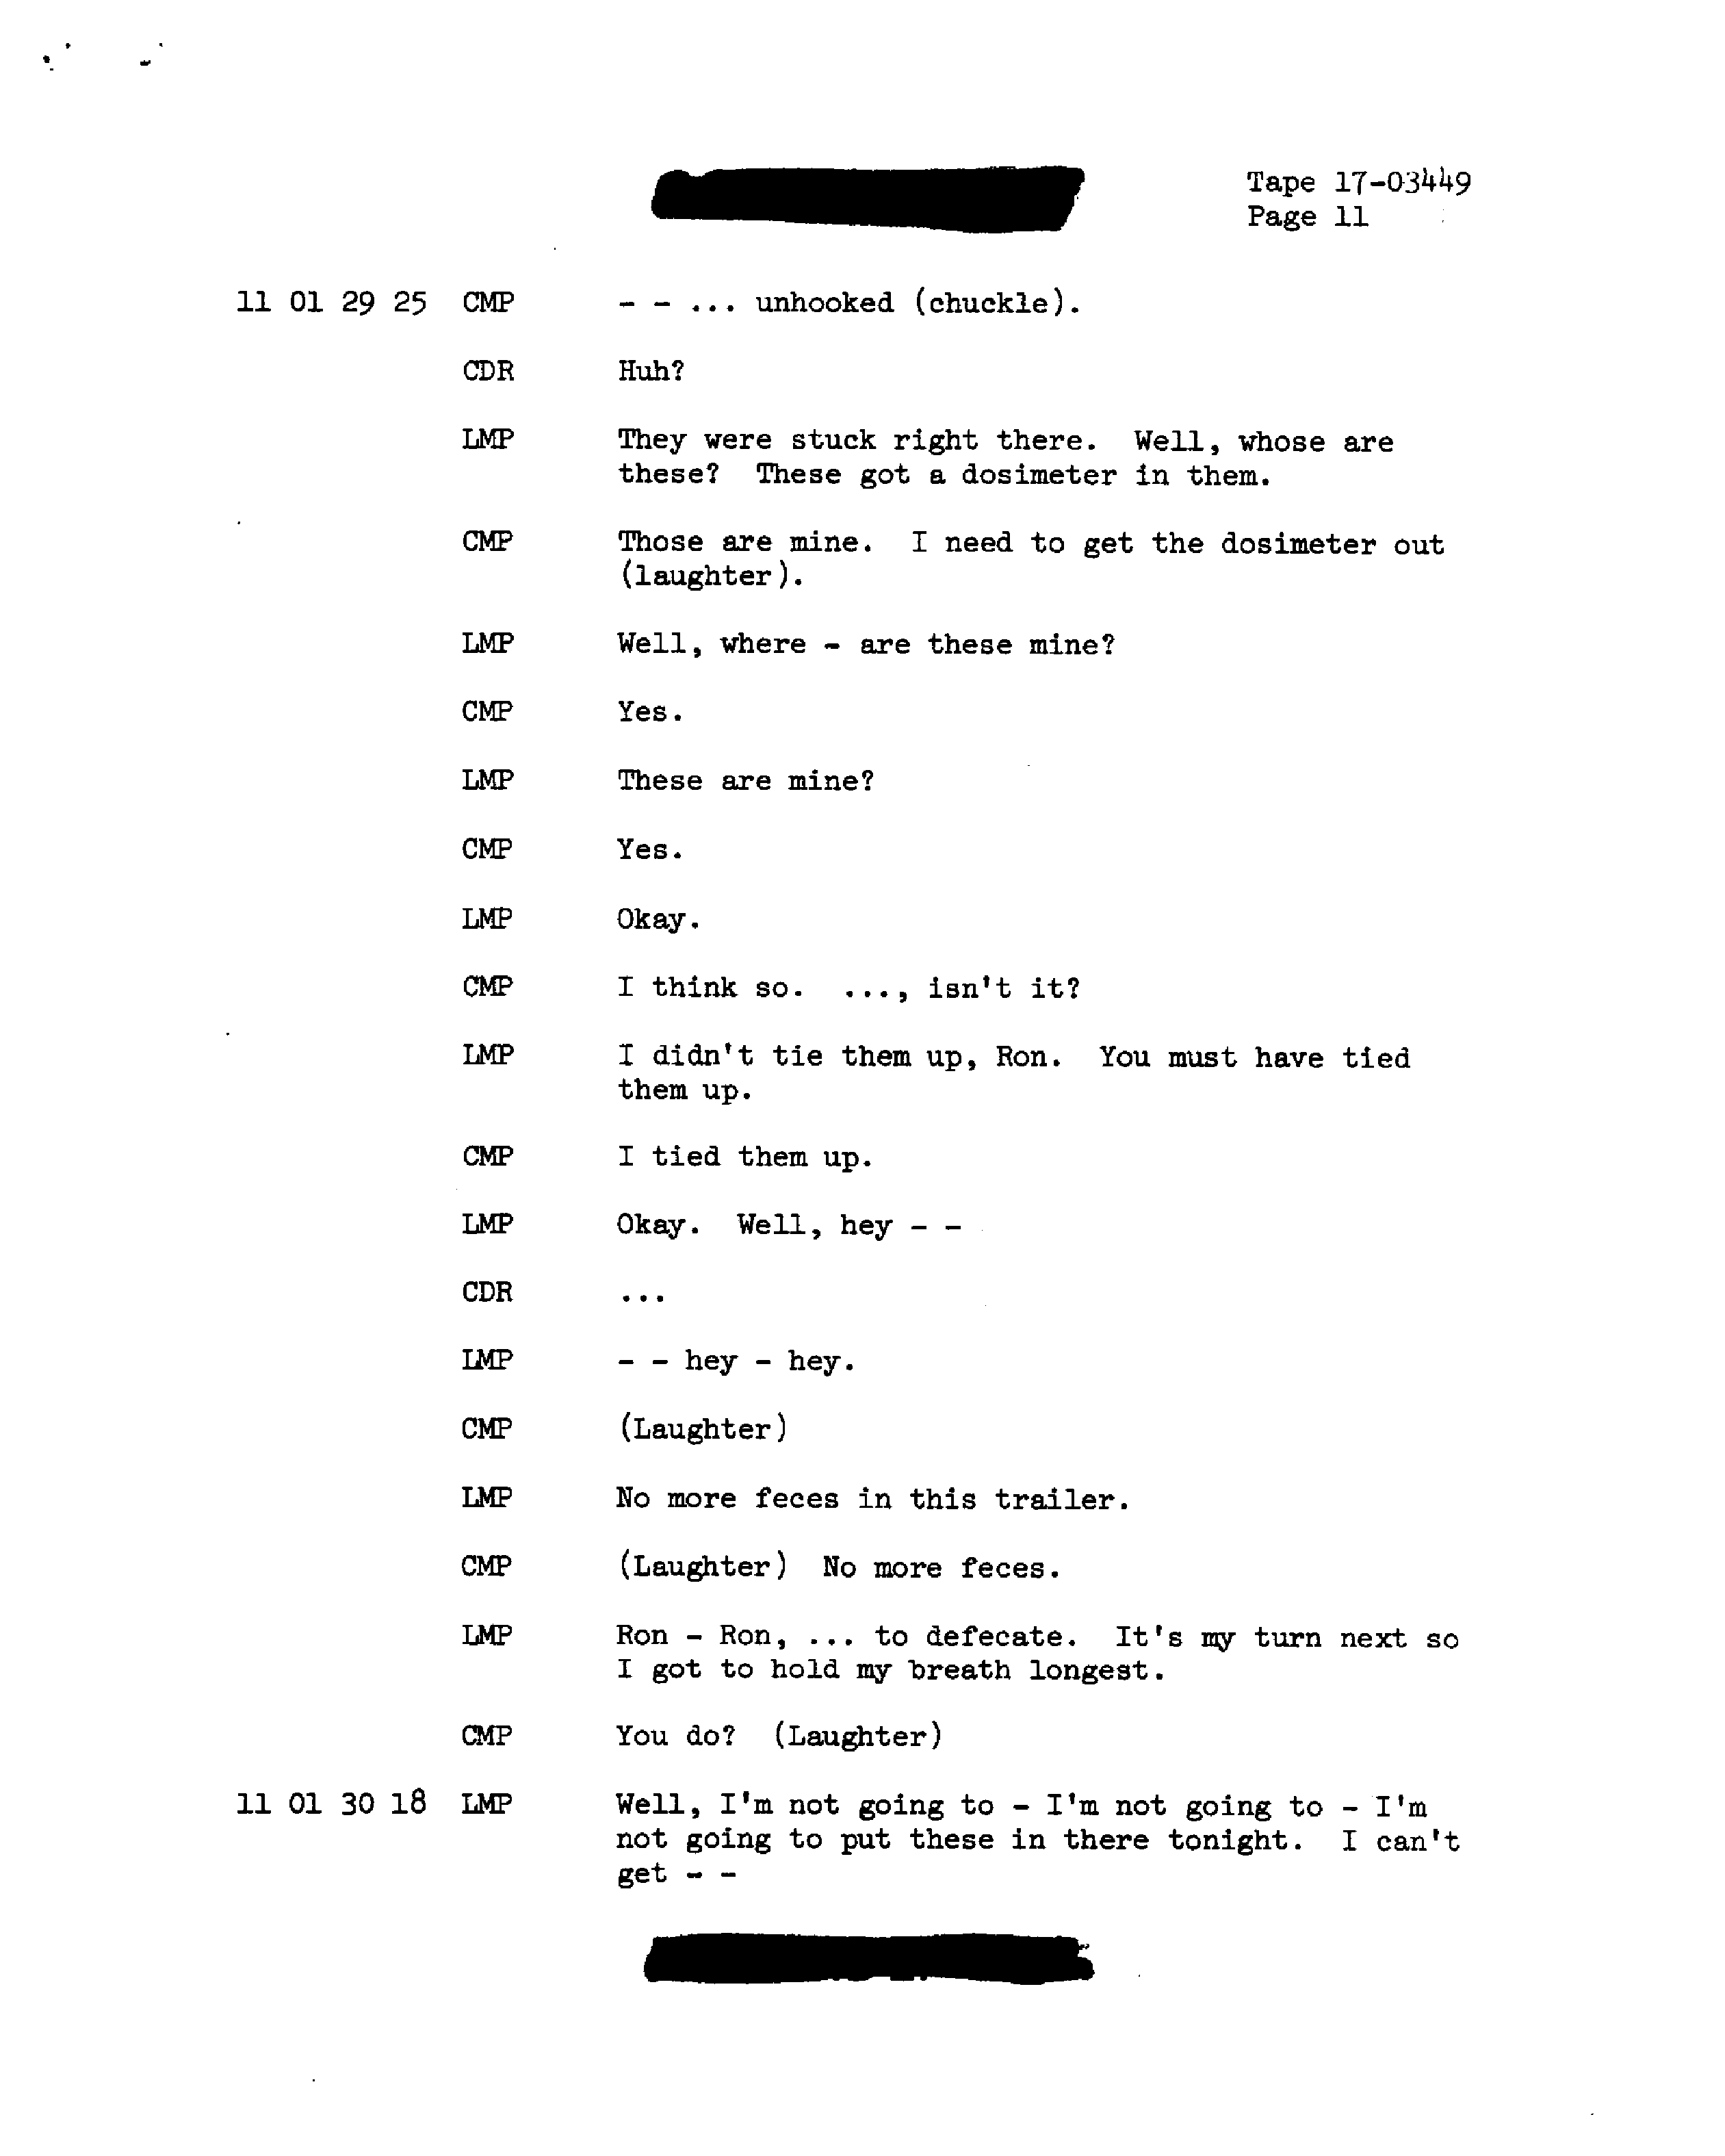 Tape 17-03449
Page 11
11 01 29 25 CMP - - ... unhooked (chuckle).
CDR Huh?
LMP They were stuck right there. Well, whose are
these? These got a dosimeter in them.
CMP Those are mine. I need to get the dosimeter out
(laughter).
LMP Well, where - are these mine?
CMP Yes.
LMP These are mine?
CMP Yes.
LMP Okay.
CMP I think so. ..., isn't it?
LMP I didn't tie them up, Ron. You must have tied
them up.
CMP I tied them up.
LMP Okay. Well, hey - -
CDR ...
LMP - - hey - hey.
CMP (Laughter)
LMP No more feces in this trailer.
CMP (Laughter) No more feces.
LMP Ron - Ron, ... to defecate. It's my turn next so
I got to hold my breath longest.
CMP You do? (Laughter)
11 01 30 18 LMP Well, I'm not going to - I'm not going to - I'm
not going to put these in there tonight. I can't
get - -